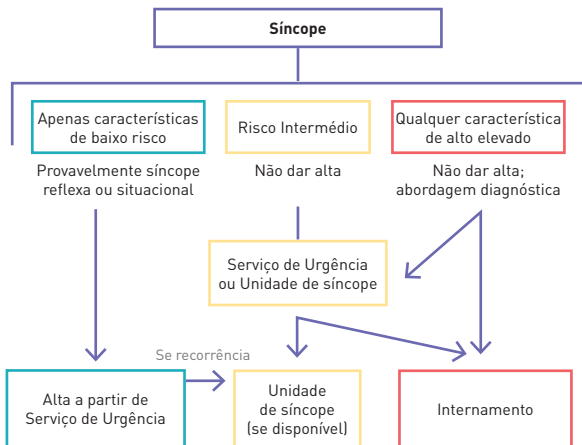 Síncope
Apenas características
de baixo risco
Risco Intermédio
Qualquer característica
de alto elevado
Provavelmente síncope
reflexa ou situacional
Não dar alta
Não dar alta;
abordagem diagnóstica
Serviço de Urgência
ou Unidade de síncope
Se recorrência
Alta a partir de
Serviço de Urgência
Unidade
de síncope
(se disponível)
Internamento